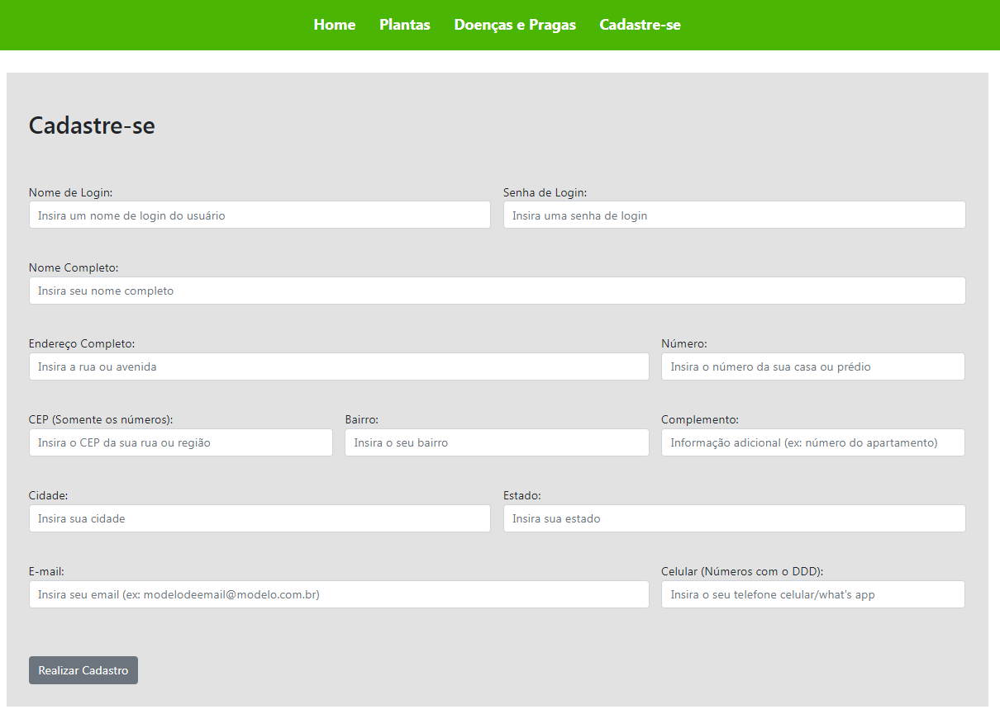 Home Plantas Doenças e Pragas Cadastre-se
Cadastre-se
Nome de Login: Senha de Login:
Insira um nome de login do usuário Insira uma senha de login
Nome Completo:
Insira seu nome completo
Endereço Completo: Número:
Insira a rua ou avenida Insira o número da sua casa ou prédio
CEP (Somente os números): Bairro: Complemento:
Insira o CEP da sua rua ou região Insira o seu bairro Informação adicional (ex: número do apartamento)
Cidade: Estado:
Insira sua cidade Insira sua estado
E-mail: Celular (Números com o DDD):
Insira seu email (ex: modelodeemail@modelo.com.br) Insira o seu telefone celular/what's app
Realizar Cadastro